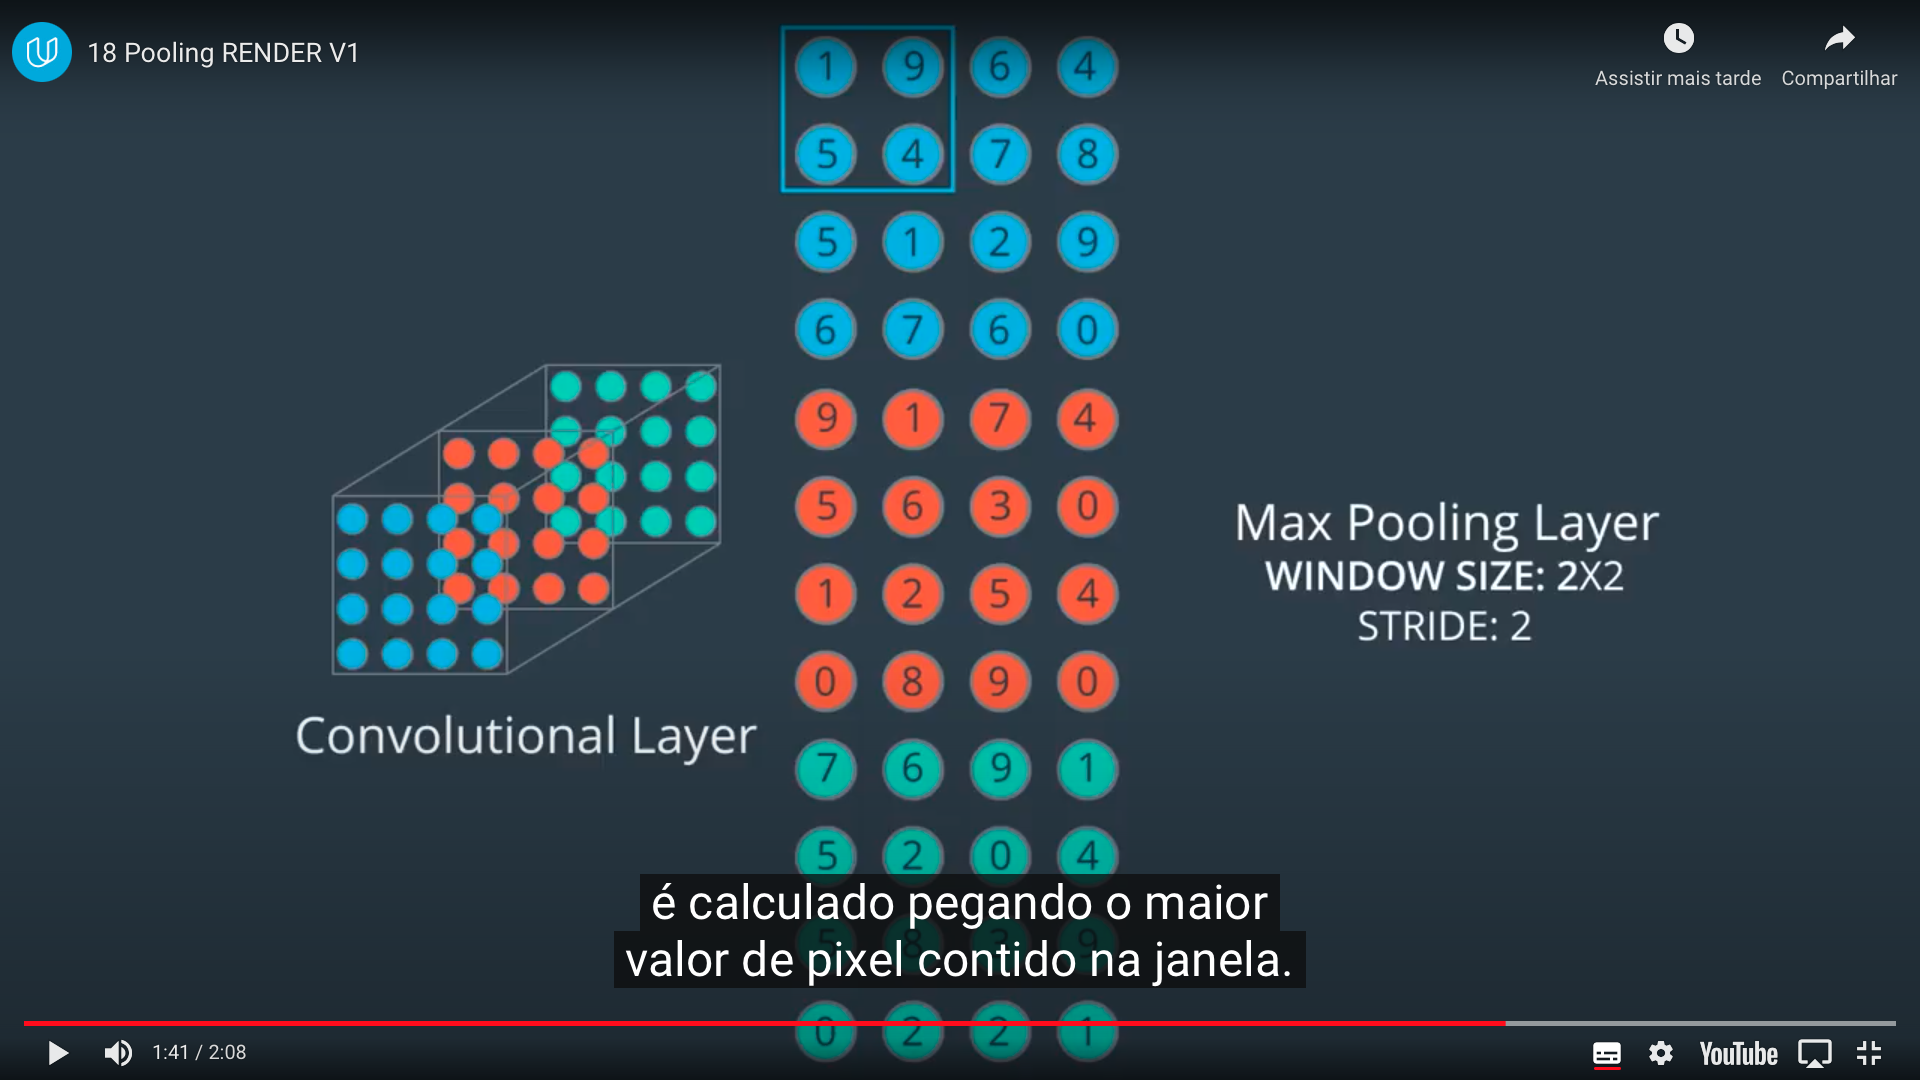 18 Pooling RENDER V1
Assistir mais tarde
Compartilhar
1 9 6 4
5 4 7 8
5 1 2 9
6 7 6 0
9 1 7 4
5 6 3 0
1 2 5 4
0 8 9 0
7 6 9 1
5 2 0 4
5 8 3 9
0 2 2 1
Convolutional Layer
Max Pooling Layer
WINDOW SIZE: 2X2
STRIDE: 2
é calculado pegando o maior
valor de pixel contido na janela.
1:41 / 2:08
YouTube